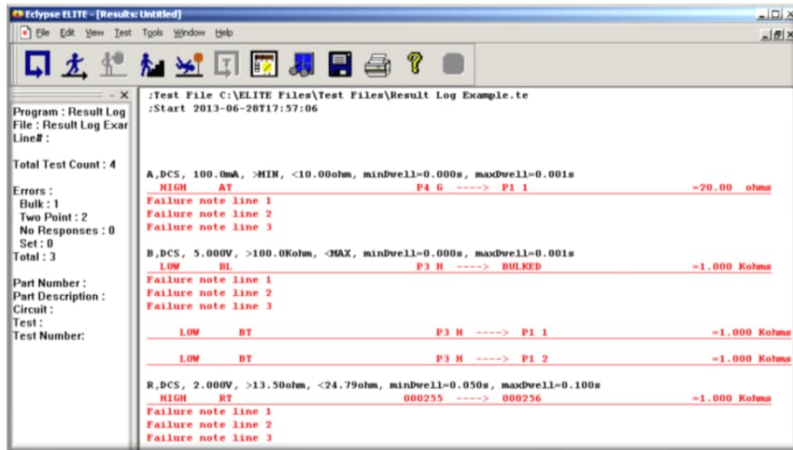 Eclypse ELITE - [Results: Untitled]
File Edit View Test Tools Window Help
Program : Result Log
File : Result Log Exar
Line# :
Total Test Count : 4
Errors :
Bulk : 1
Two Point : 2
No Responses : 0
Set : 0
Total : 3
Part Number :
Part Description :
Circuit :
Test :
Test Number:
;Test File C:\ELITE Files\Test Files\Result Log Example.te
;Start 2013-06-28T17:57:06
A,DCS, 100.0mA, >MIN, <10.00ohm, minDwell=0.000s, maxDwell=0.001s
HIGH AT P4 G ----> P1 1 =20.00 ohms
Failure note line 1
Failure note line 2
Failure note line 3
B,DCS, 5.000V, >100.0Kohm, <MAX, minDwell=0.000s, maxDwell=0.001s
LOW BL P3 H ----> BULKED =1.000 Kohms
Failure note line 1
Failure note line 2
Failure note line 3
LOW BT P3 H ----> P1 1 =1.000 Kohms
LOW BT P3 H ----> P1 2 =1.000 Kohms
R,DCS, 2.000V, >13.50ohm, <24.79ohm, minDwell=0.050s, maxDwell=0.100s
HIGH RT 000255 ----> 000256 =1.000 Kohms
Failure note line 1
Failure note line 2
Failure note line 3